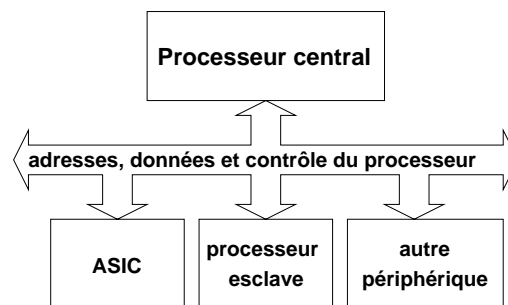 Processeur central
adresses, données et contrôle du processeur
ASIC
processeur
esclave
autre
périphérique